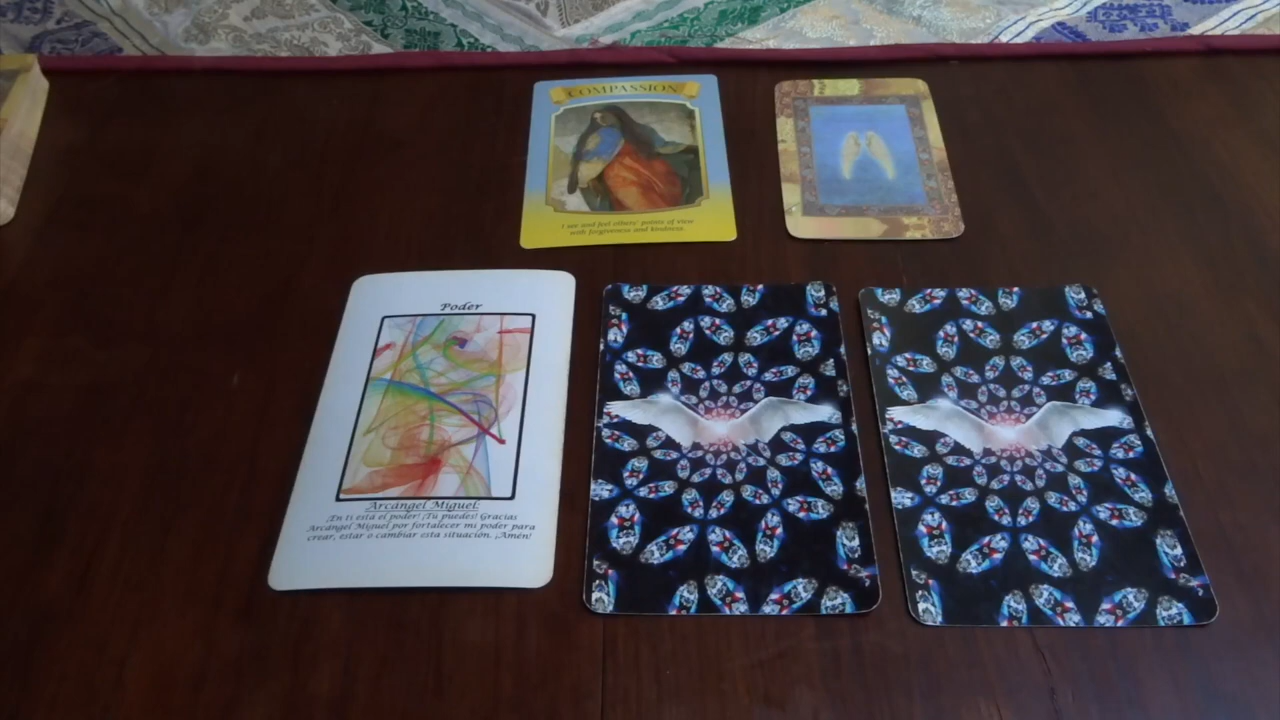 COMPASSION
I see and feel others' points of view
with forgiveness and kindness.
Poder
Arcángel Miguel:
¡En ti está el poder! ¡Tú puedes! Gracias
Arcángel Miguel por fortalecer mi poder para
crear, estar o cambiar esta situación. ¡Amén!